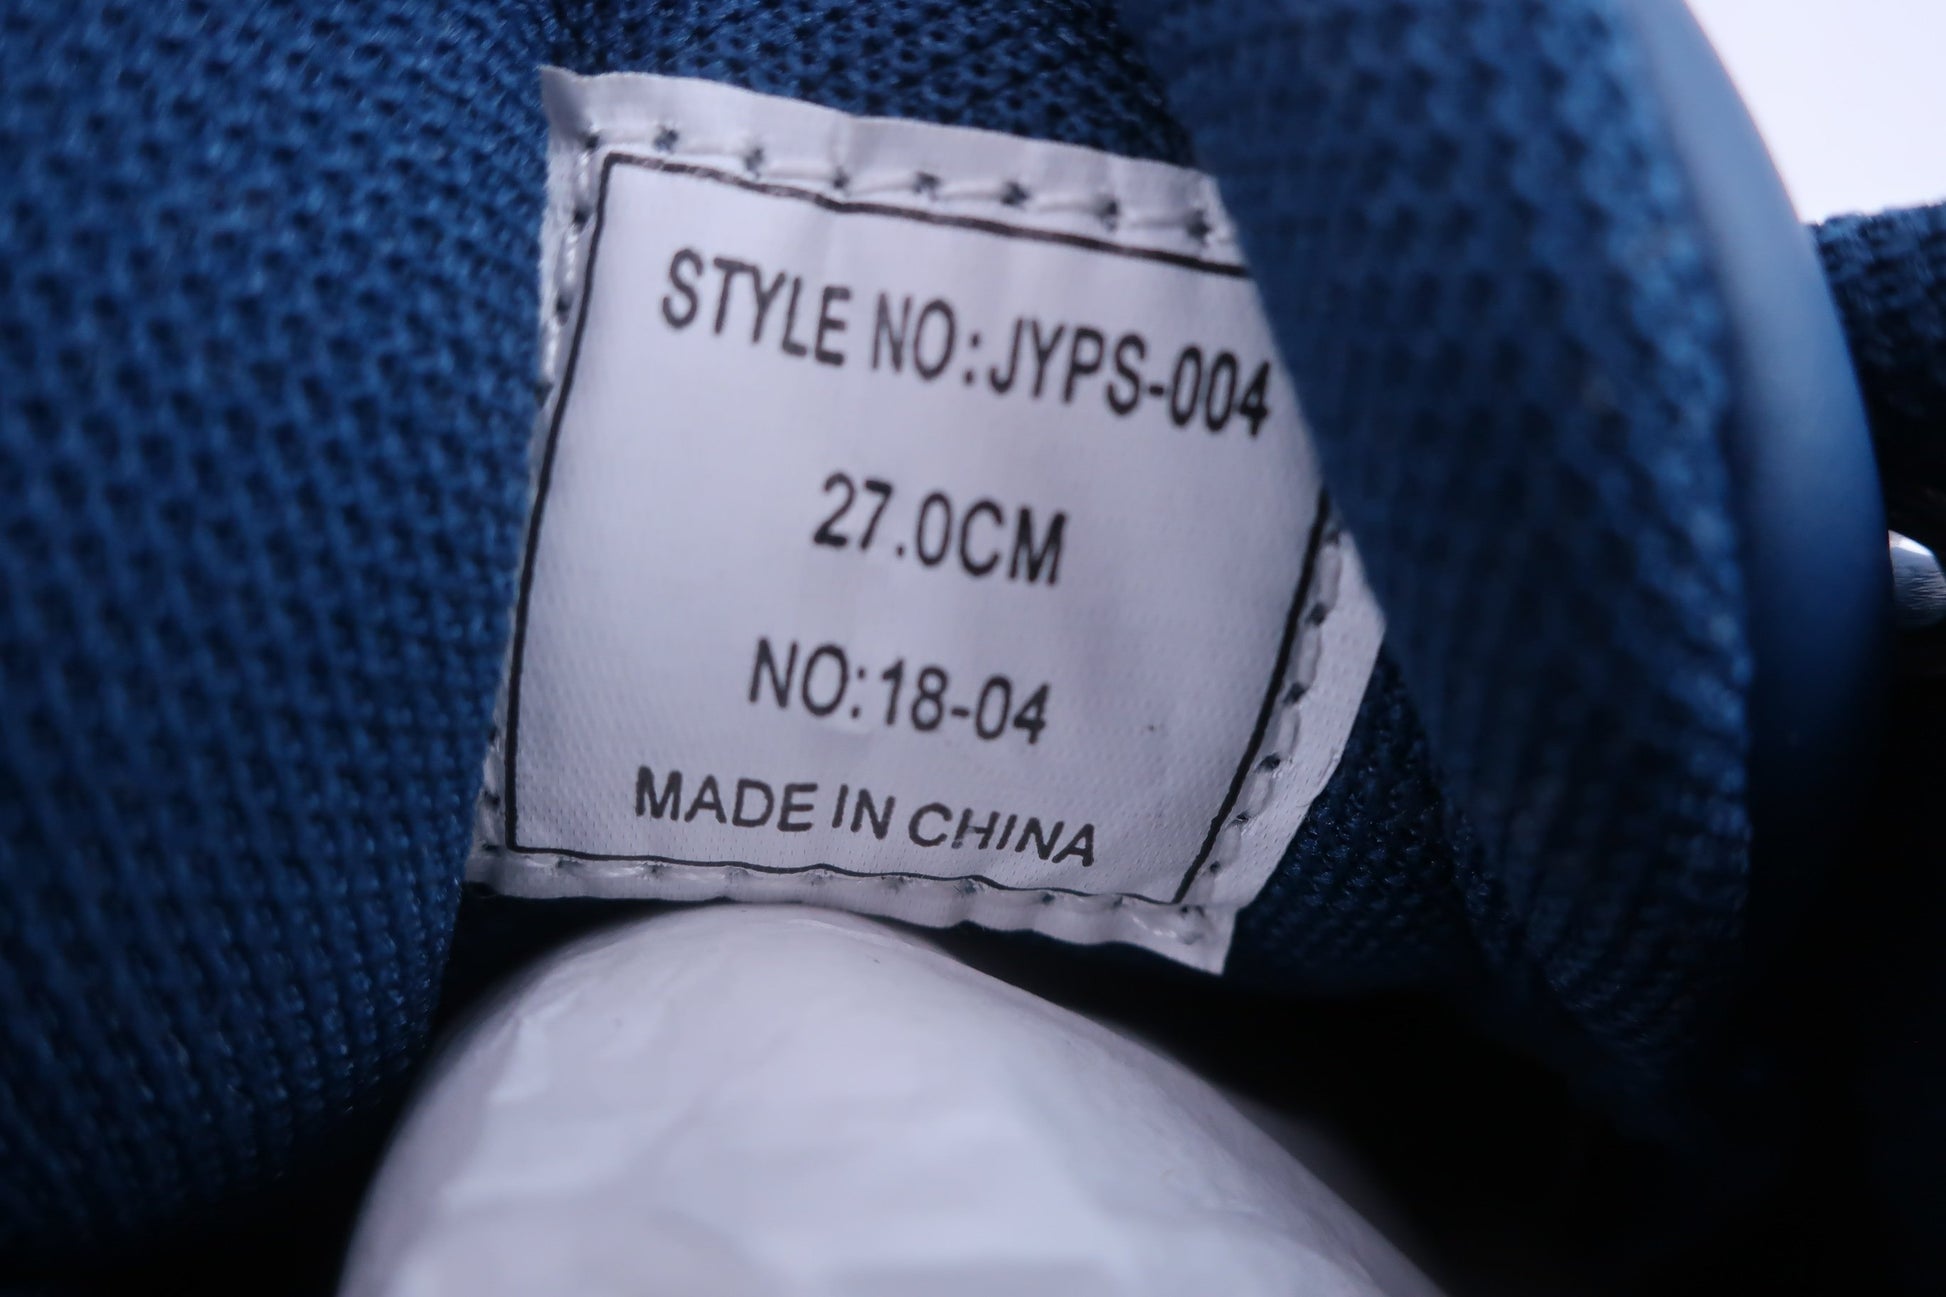 STYLE NO:JYPS-004
27.0CM
NO:18-04
MADE IN CHINA